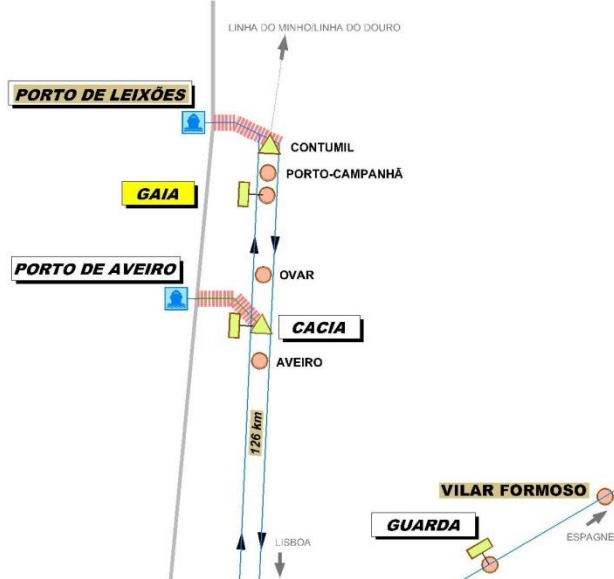 LINHA DO MINHO/LINHA DO DOURO
PORTO DE LEIXÕES
CONTUMIL
PORTO-CAMPANHÃ
GAIA
PORTO DE AVEIRO
OVAR
CACIA
AVEIRO
126 km
VILAR FORMOSO
GUARDA
ESPAGNE
LISBOA